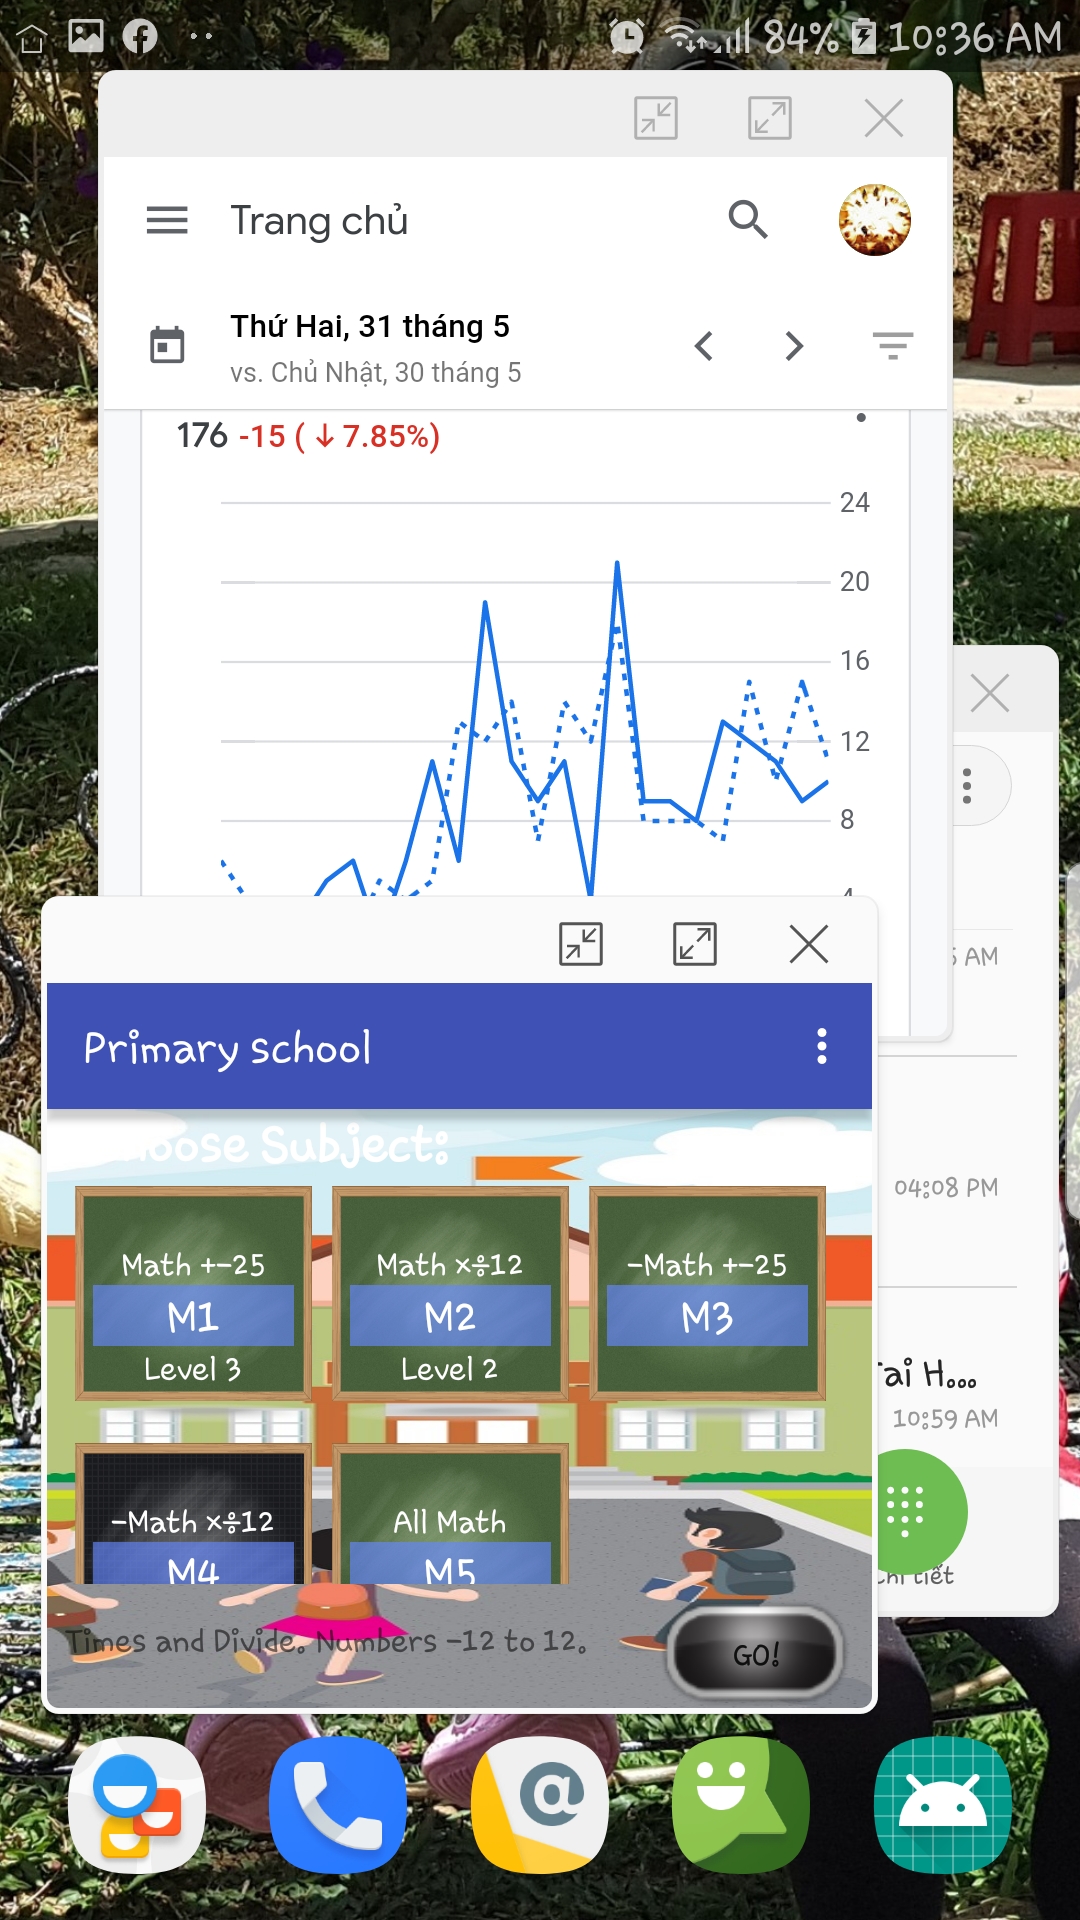 84% 10:36 AM
Trang chủ
Thứ Hai, 31 tháng 5
vs. Chủ Nhật, 30 tháng 5
176 -15 ( ↓ 7.85%)
24
20
16
12
8
4
AM
04:08 PM
Tai H...
10:59 AM
tiết
Primary school
Subject:
Math +-25
M1
Level 3
Math x÷12
M2
Level 2
-Math +-25
M3
-Math x÷12
M4
All Math
M5
Times and Divide. Numbers -12 to 12.
GO!